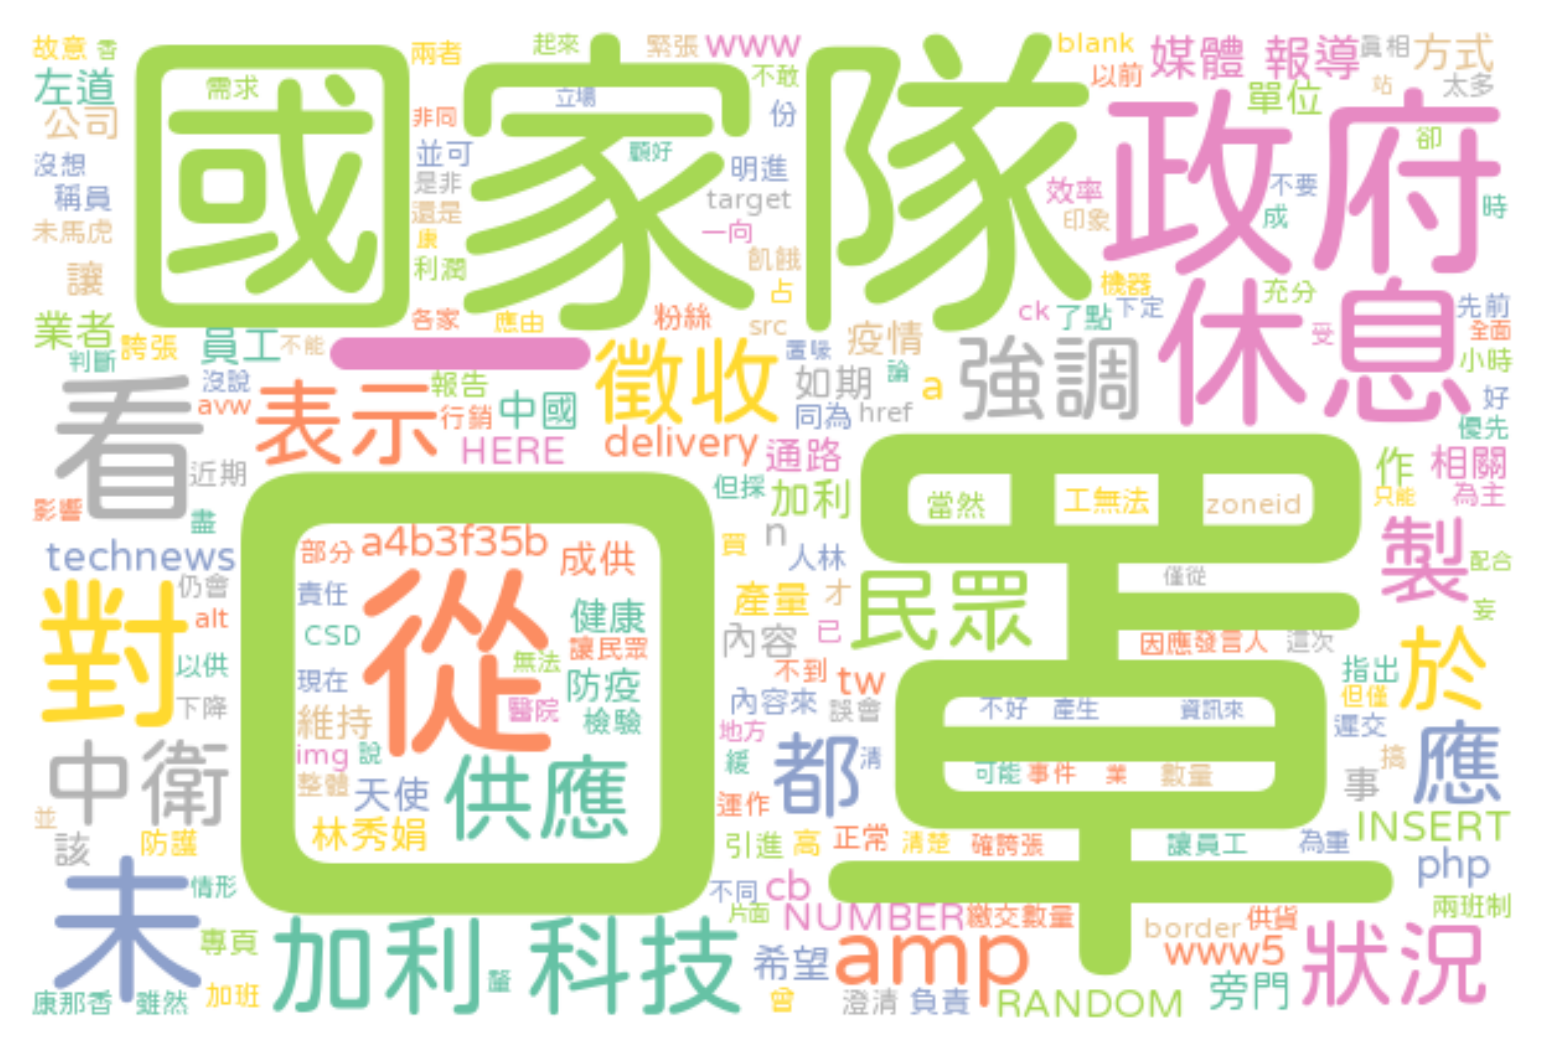 故意 香 兩者 起來 緊張 www blank 媒體 報導 真相 方式
左道 需求 國家隊 立場 不敢 以前 單位 站 太多
公司 非同 份 政府 卻
沒想 並可 顧好 明進
稱員 是非 target 效率 不要 時
未馬虎 還是 一向 印象 成
讓 康 利潤 飢餓 占 機器 充分
業者 各家 應由 粉絲 src 疫情 ck 了點 下定 休息 受 先前 全面
判斷 誇張 員工 不能 一 徵收 置喙 強調 小時
看 沒說 報告 如期 論 a 好
avw 表示 行銷 中國 同為 href 優先
近期 HERE delivery 通路 作 相關
影響 盡 口罩 但採 加利 當然 工無法 zoneid 只能 為主
technews 部分 a4b3f35b 成供 買 n 人林 製 配合
仍會 責任 從 健康 產量 才 民眾 僅從 妄
對 alt CSD 讓民眾 內容 已 因應 發言人 這次 於
以供 現在 無法 防疫 不到 tw 指出 但僅
下降 維持 醫院 檢驗 內容來 誤會 不好 產生 資訊來 遲交
中衛 img 說 地方 都 清 應
整體 天使 供應 緩 可能 事件 業 數量 事 搞
並 林秀娟 運作
該 防護 引進 高 正常 清楚 確誇張 讓員工 為重 INSERT
未 情形 不同 cb php
專頁 加利 科技 片面 NUMBER 繳交數量 border 供貨 兩班制
希望 amp www5 狀況
康那香 雖然 加班 曾 澄清 負責 RANDOM 旁門